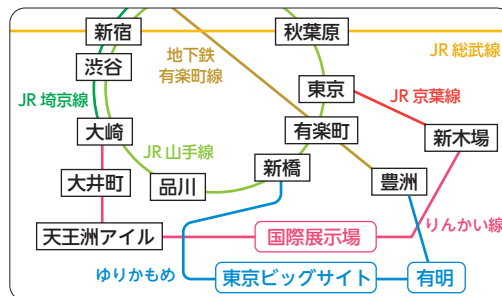 新宿
秋葉原
JR 総武線
渋谷
地下鉄
有楽町線
東京
JR 埼京線
JR 京葉線
大崎
有楽町
新木場
JR 山手線
新橋
大井町
品川
豊洲
りんかい線
天王洲アイル
国際展示場
ゆりかもめ
東京ビッグサイト
有明